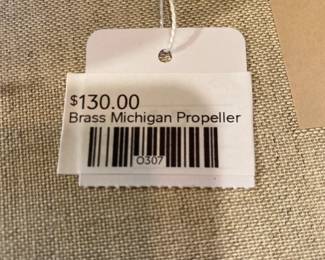 $130.00
Brass Michigan Propeller
O307